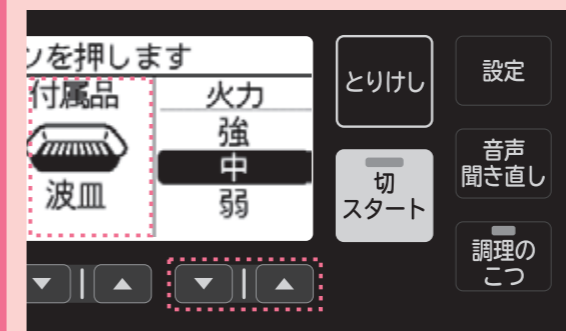 ンを押します
付属品
波皿
火力
強
中
弱
▼ ▲ ▼ ▲
とりけし
切
スタート
設定
音声
聞き直し
調理の
こつ